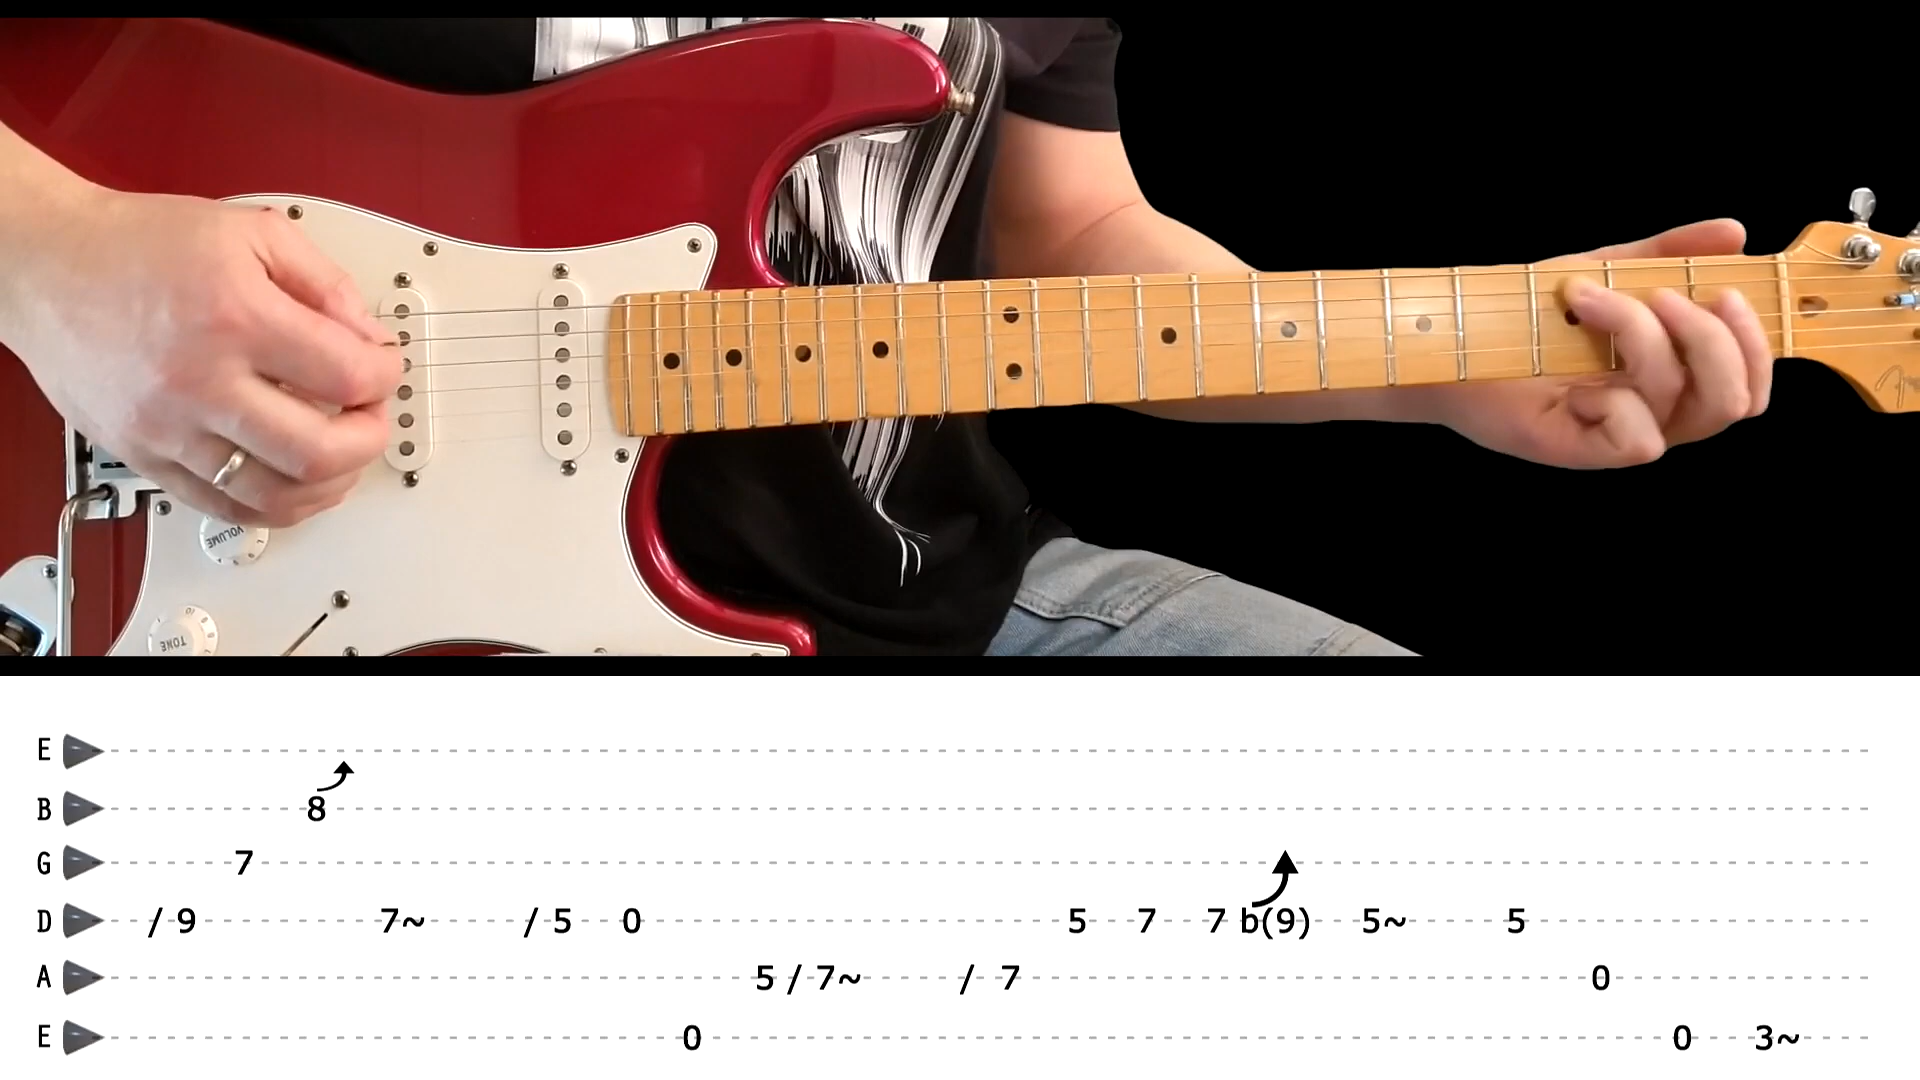 VOLUME
TONE
E
B 8
G 7
D / 9 7~ / 5 0 5 7 7 b(9) 5~ 5
A 5 / 7~ / 7 0
E 0 0 3~